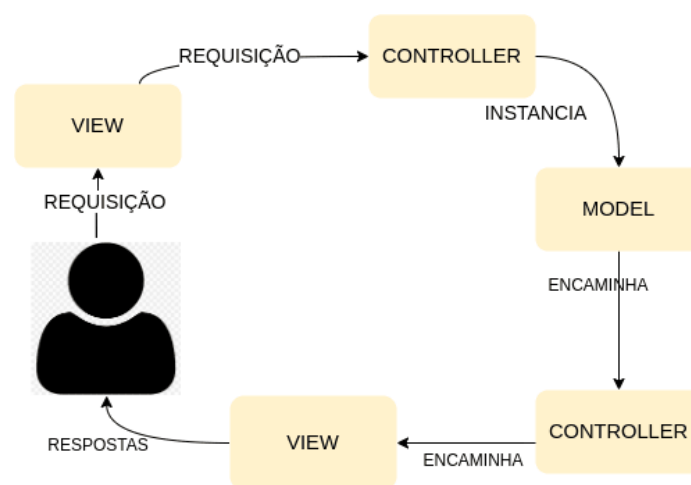 REQUISIÇÃO
CONTROLLER
INSTANCIA
VIEW
REQUISIÇÃO
MODEL
ENCAMINHA
CONTROLLER
ENCAMINHA
VIEW
RESPOSTAS